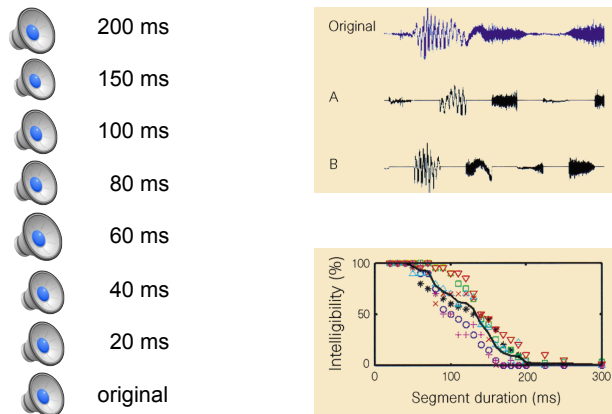 200 ms
150 ms
100 ms
80 ms
60 ms
40 ms
20 ms
original
Original
A
B
Intelligibility (%)
100
50
0
0 100 200 300
Segment duration (ms)